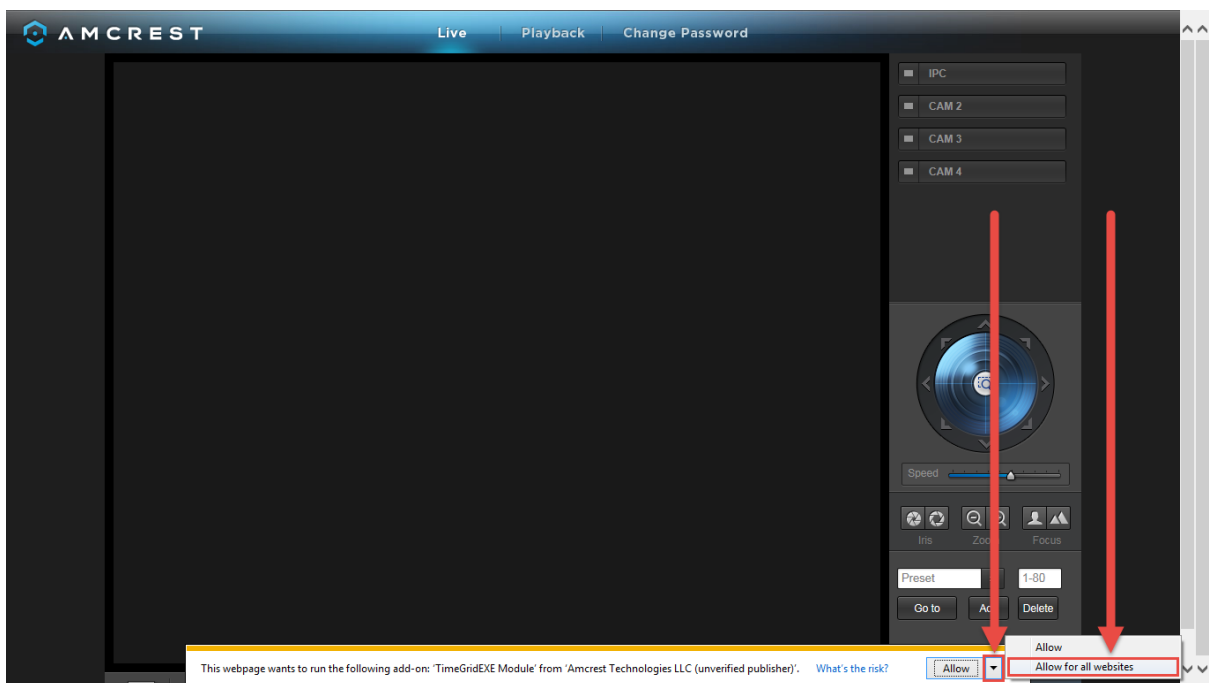 AMCREST
Live Playback Change Password
IPC
CAM 2
CAM 3
CAM 4
Speed
Iris Focus
Preset 1-80
Go to Delete
Allow
This webpage wants to run the following add-on: 'TimeGridEXE Module' from 'Amcrest Technologies LLC (unverified publisher)'. What's the risk? Allow
Allow for all websites